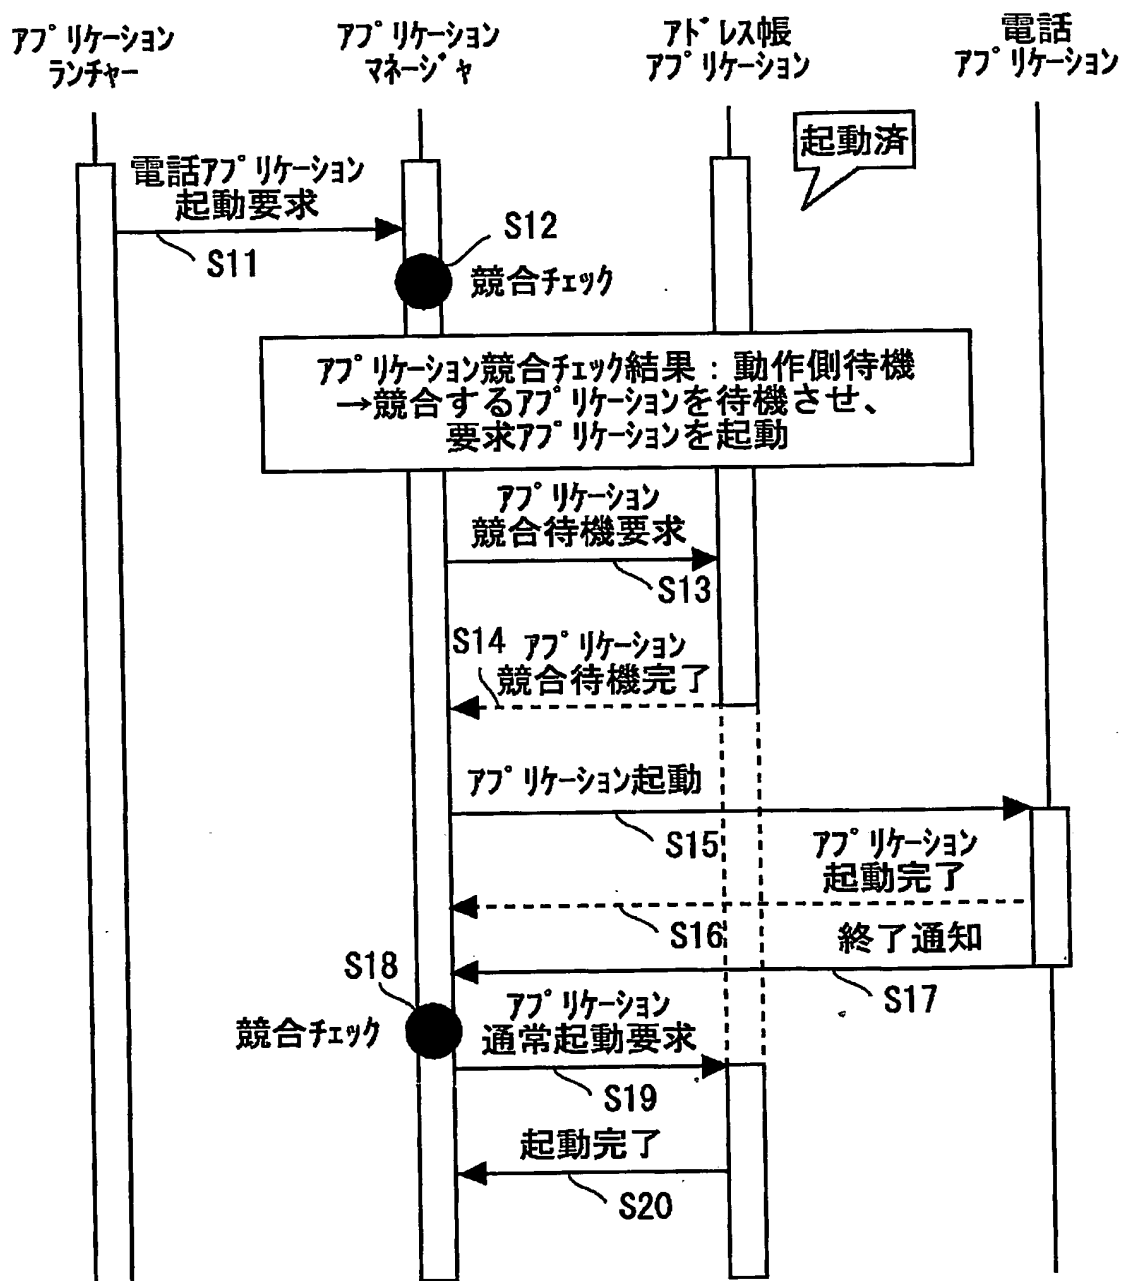 アプリケーション
ランチャー
アプリケーション
マネージャ
アドレス帳
アプリケーション
電話
アプリケーション
起動済
電話アプリケーション
起動要求
S11
S12
競合チェック
アプリケーション競合チェック結果：動作側待機
→競合するアプリケーションを待機させ、
要求アプリケーションを起動
アプリケーション
競合待機要求
S13
S14
アプリケーション
競合待機完了
アプリケーション起動
S15
アプリケーション
起動完了
S16
終了通知
S17
S18
競合チェック
アプリケーション
通常起動要求
S19
起動完了
S20